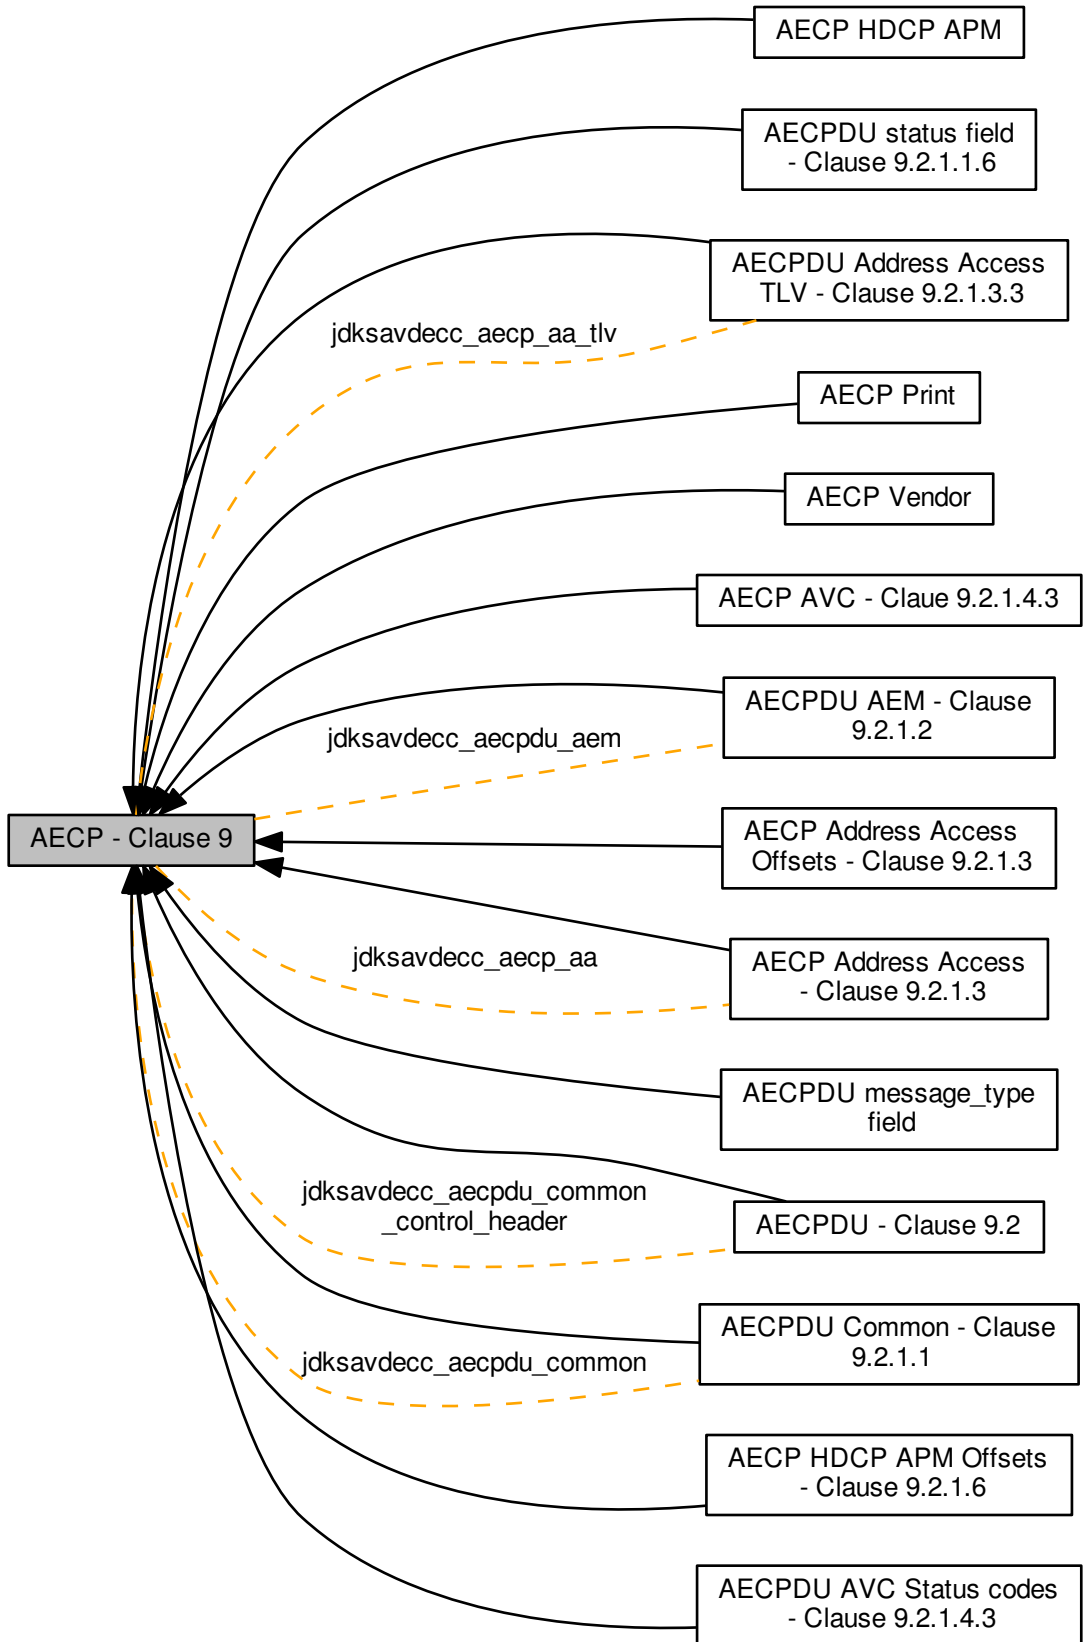 AECP HDCP APM
AECPDU status field
- Clause 9.2.1.1.6
AECPDU Address Access
TLV - Clause 9.2.1.3.3
jdksavdecc_aecp_aa_tlv
AECP Print
AECP Vendor
AECP AVC - Claue 9.2.1.4.3
AECPDU AEM - Clause
9.2.1.2
jdksavdecc_aecpdu_aem
AECP - Clause 9
AECP Address Access
Offsets - Clause 9.2.1.3
AECP Address Access
- Clause 9.2.1.3
jdksavdecc_aecp_aa
AECPDU message_type
field
jdksavdecc_aecpdu_common
_control_header
AECPDU - Clause 9.2
AECPDU Common - Clause
9.2.1.1
jdksavdecc_aecpdu_common
AECP HDCP APM Offsets
- Clause 9.2.1.6
AECPDU AVC Status codes
- Clause 9.2.1.4.3